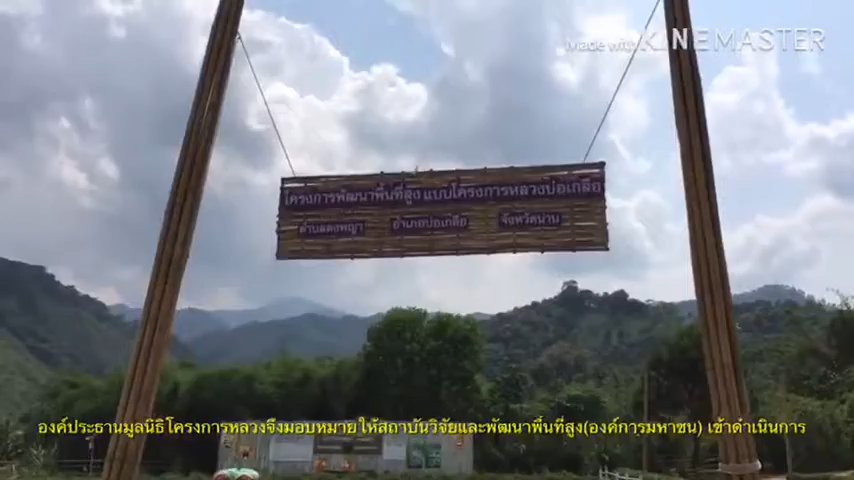 Made with KINEMASTER
โครงการพัฒนาพื้นที่สูง แบบโครงการหลวงบ่อเกลือ
ตำบลดงพญา อำเภอบ่อเกลือ จังหวัดน่าน
องค์ประธานมูลนิธิโครงการหลวงจึงมอบหมายให้สถาบันวิจัยและพัฒนาพื้นที่สูง(องค์การมหาชน) เข้าดำเนินการ